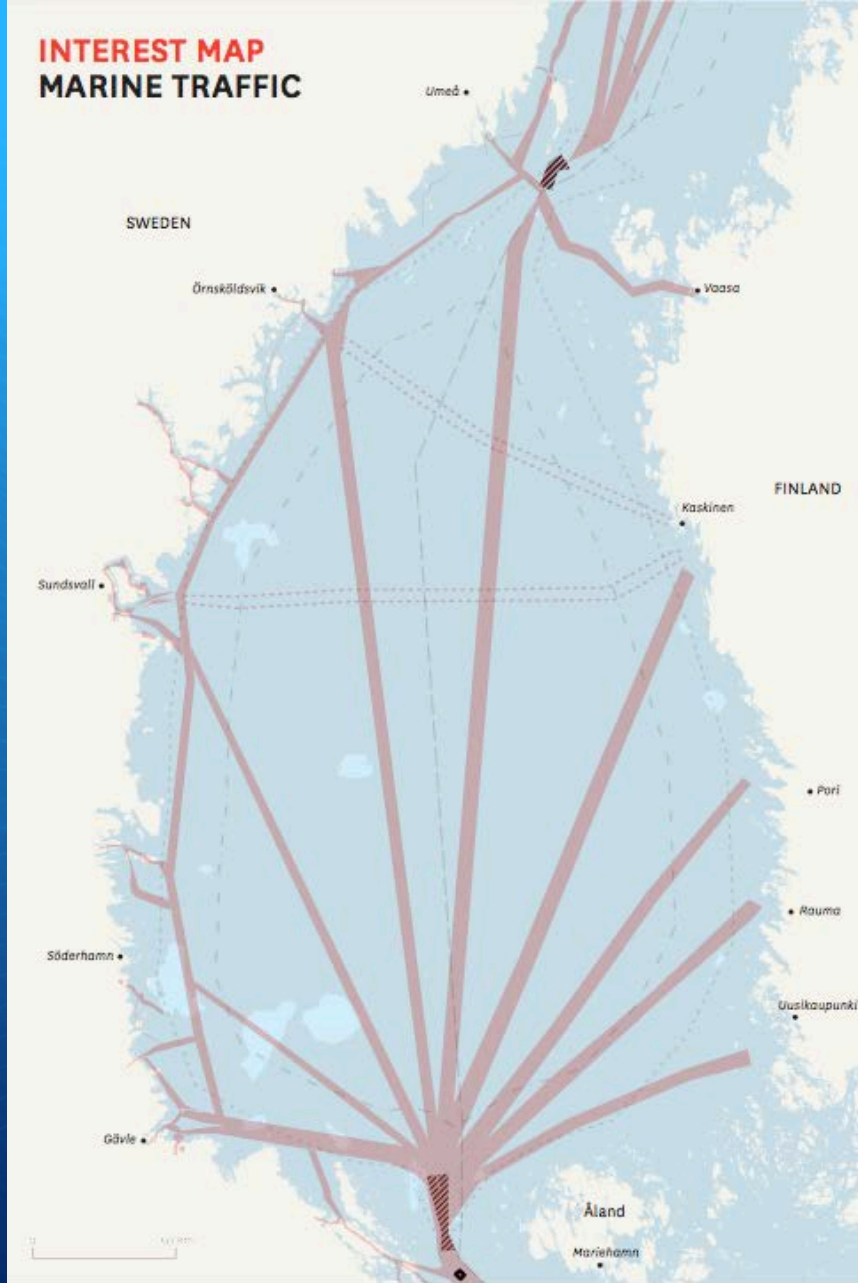 INTEREST MAP
MARINE TRAFFIC
Umeå
SWEDEN
Örnsköldsvik
Vaasa
FINLAND
Kaskinen
Sundsvall
Pori
Rauma
Söderhamn
Uusikaupunki
Gävle
Åland
Mariehamn